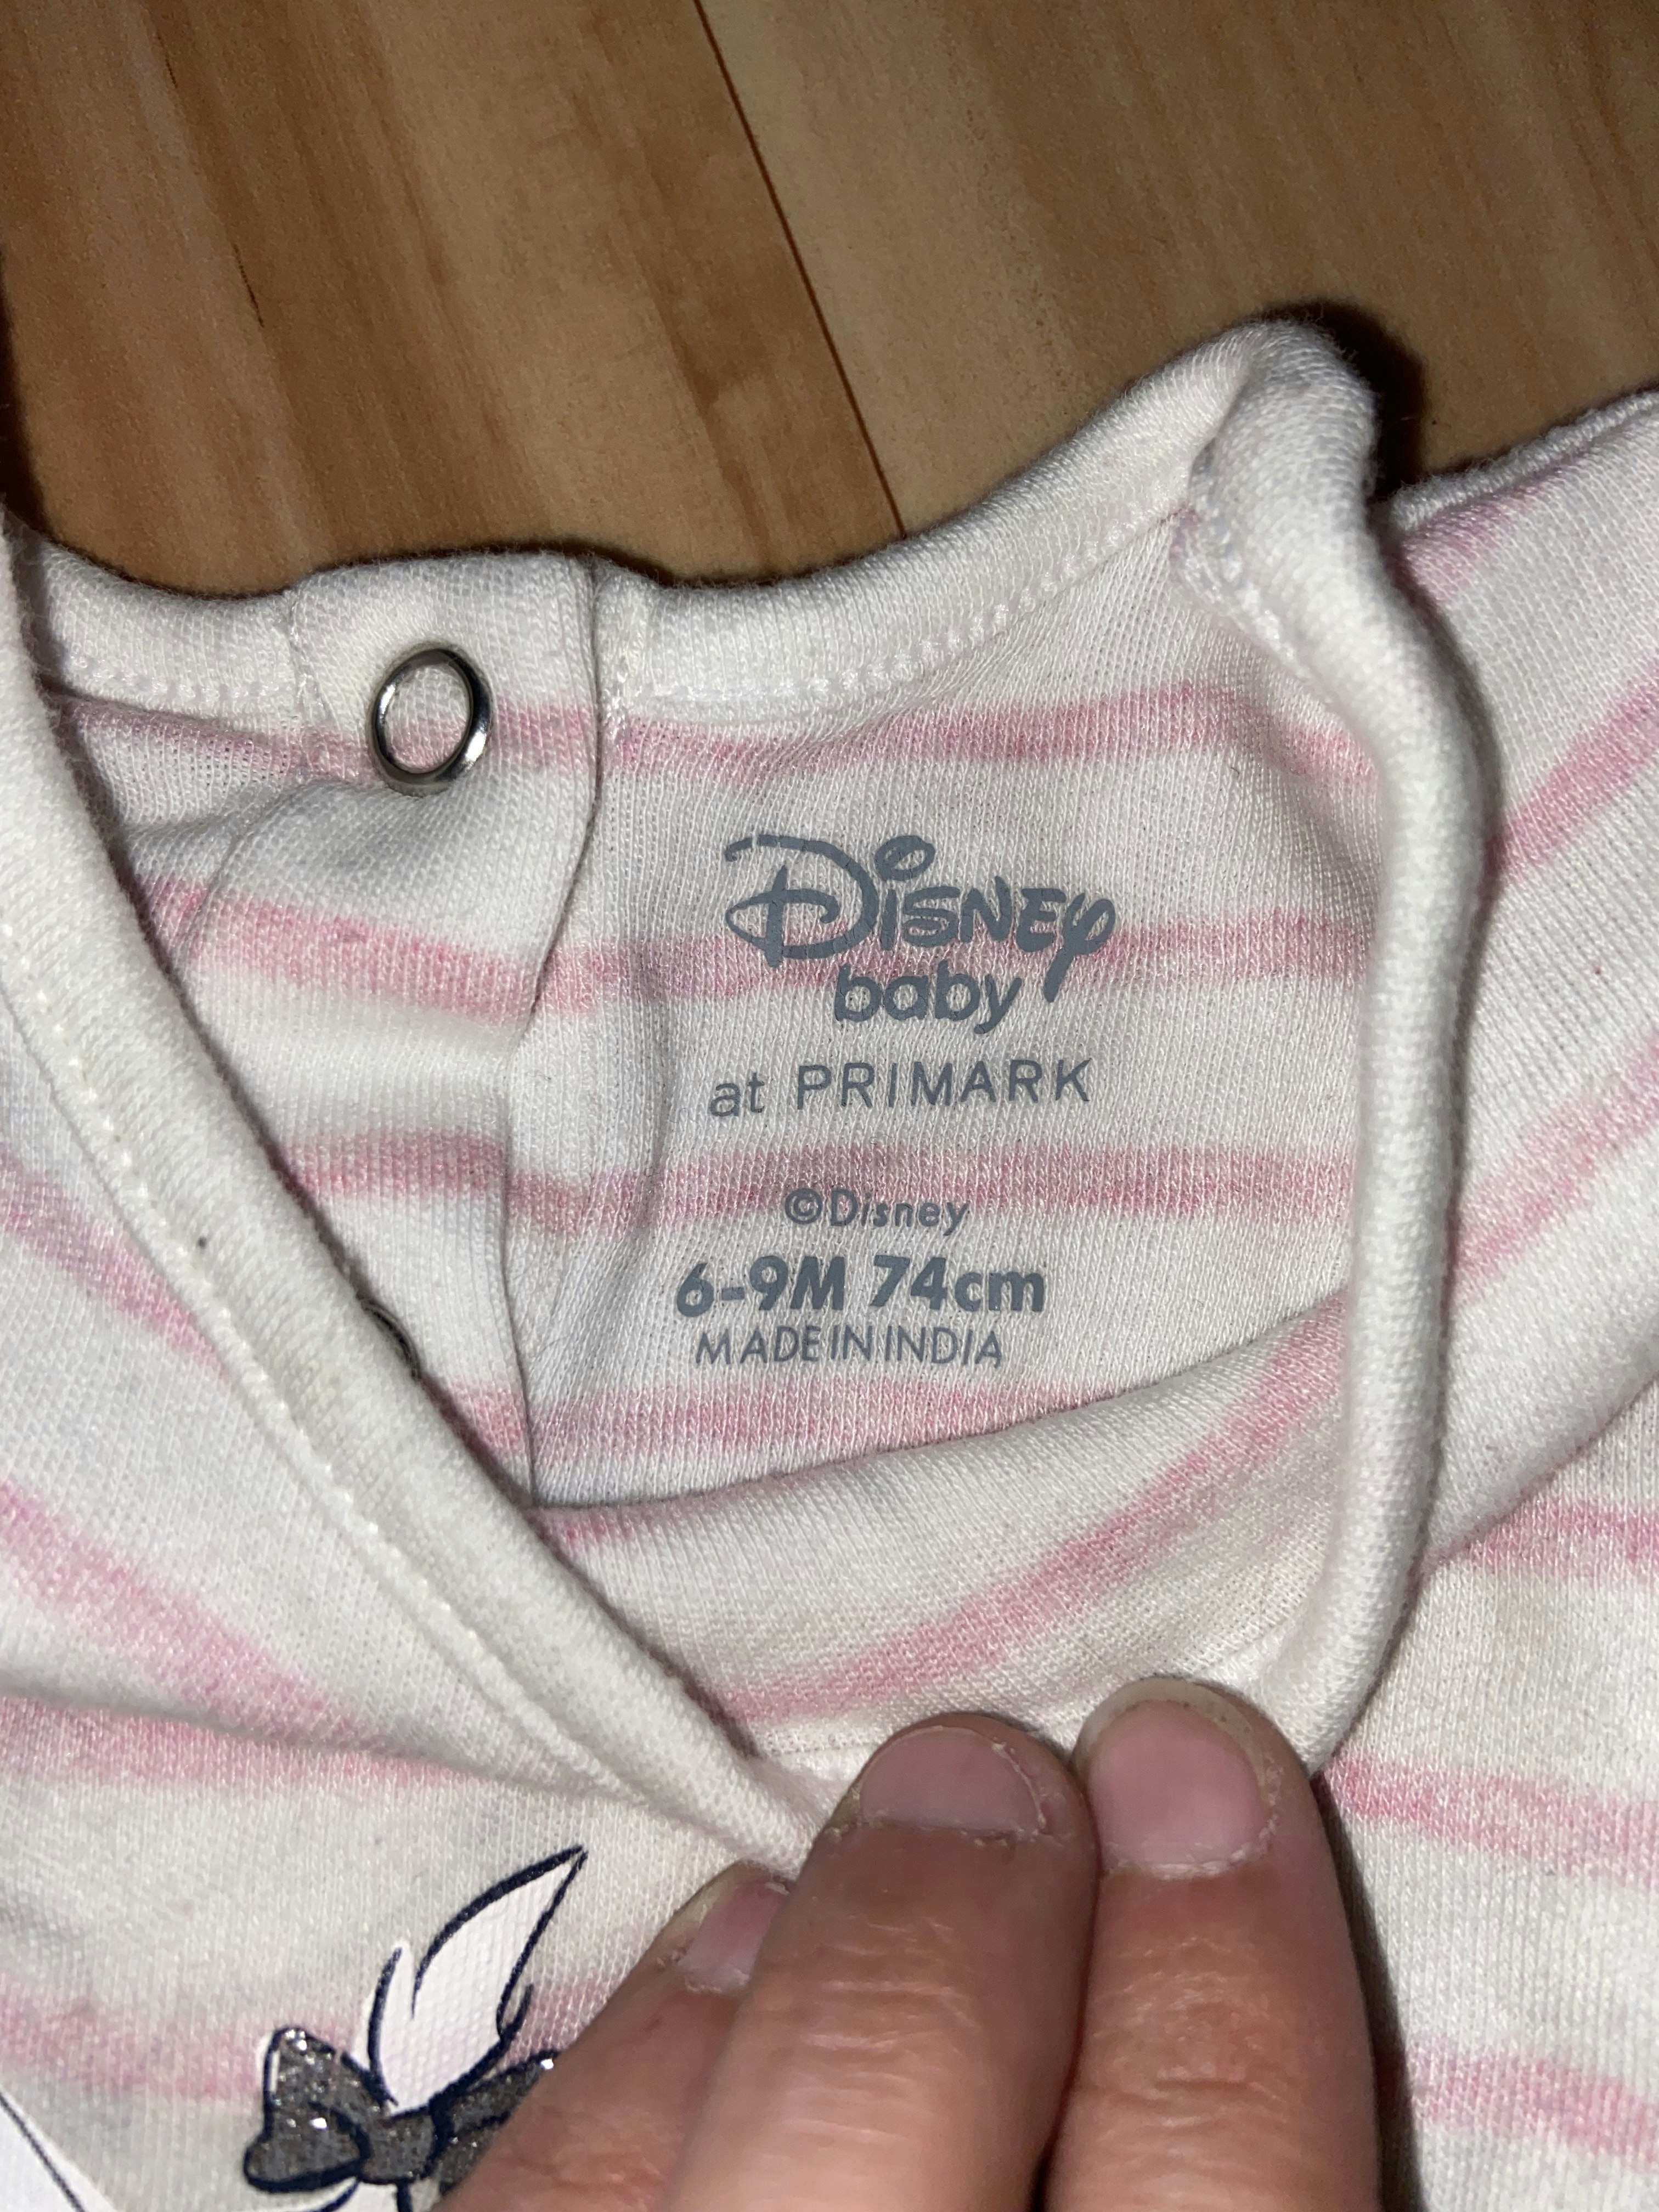 Disney
baby
at PRIMARK
©Disney
6-9M 74cm
MADE IN INDIA